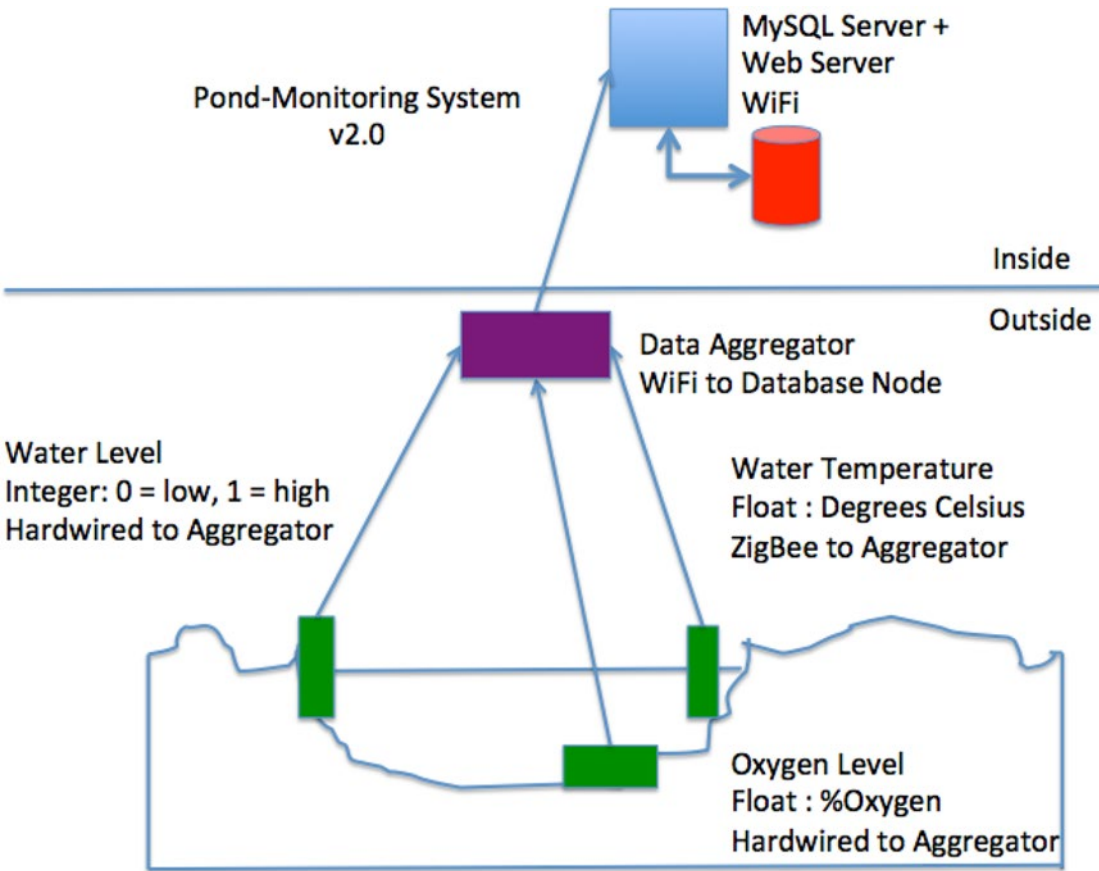 MySQL Server +
Web Server
WiFi
Pond-Monitoring System
v2.0
Inside
Outside
Data Aggregator
WiFi to Database Node
Water Level
Integer: 0 = low, 1 = high
Hardwired to Aggregator
Water Temperature
Float : Degrees Celsius
ZigBee to Aggregator
Oxygen Level
Float : %Oxygen
Hardwired to Aggregator